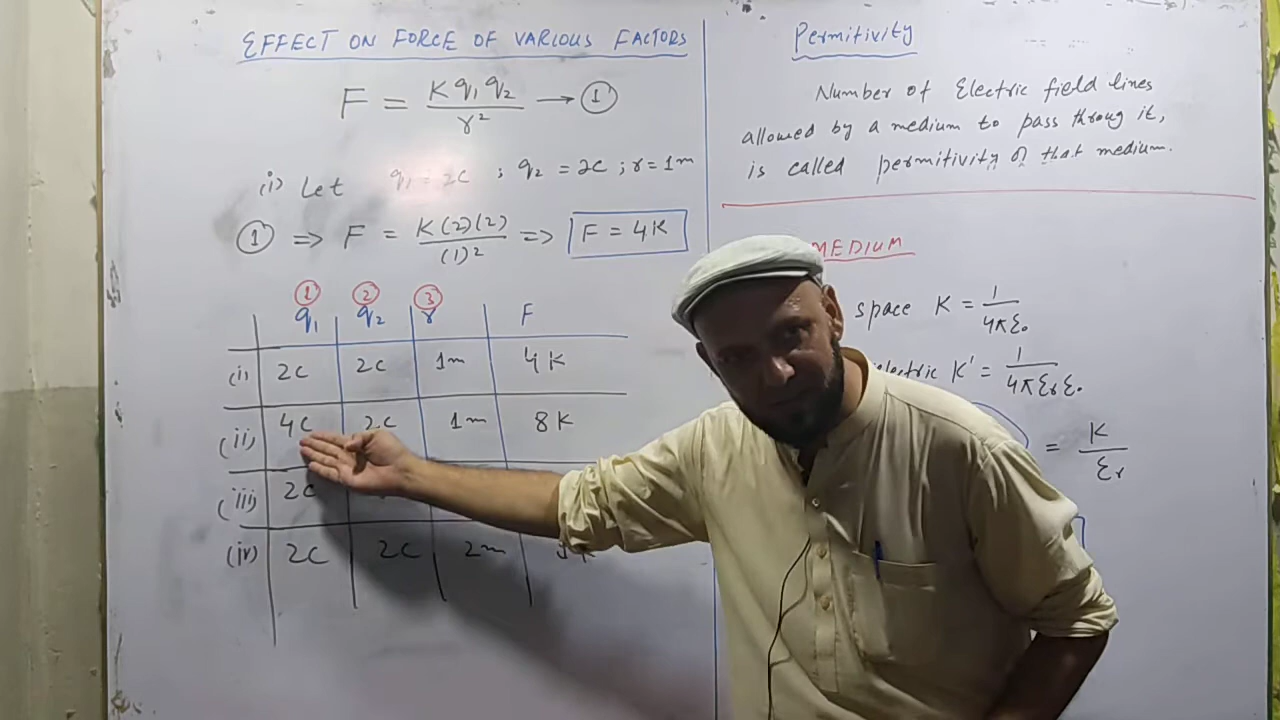 EFFECT ON FORCE OF VARIOUS FACTORS
F = K q₁ q₂ / r² → ①
(i) Let q₁ = 2C ; q₂ = 2C ; r = 1m
① => F = K(2)(2) / (1)² => F = 4K
① ② ③
q₁ q₂ r F
(i) 2C 2C 1m 4K
(ii) 4C 2C 1m 8K
(iii) 2C
(iv) 2C 2C 2m
Permitivity
Number of Electric field lines
allowed by a medium to pass throug it,
is called permitivity of that medium.
MEDIUM
space K = 1 / 4πε₀
electric K' = 1 / 4πεᵣε₀
= K / εᵣ